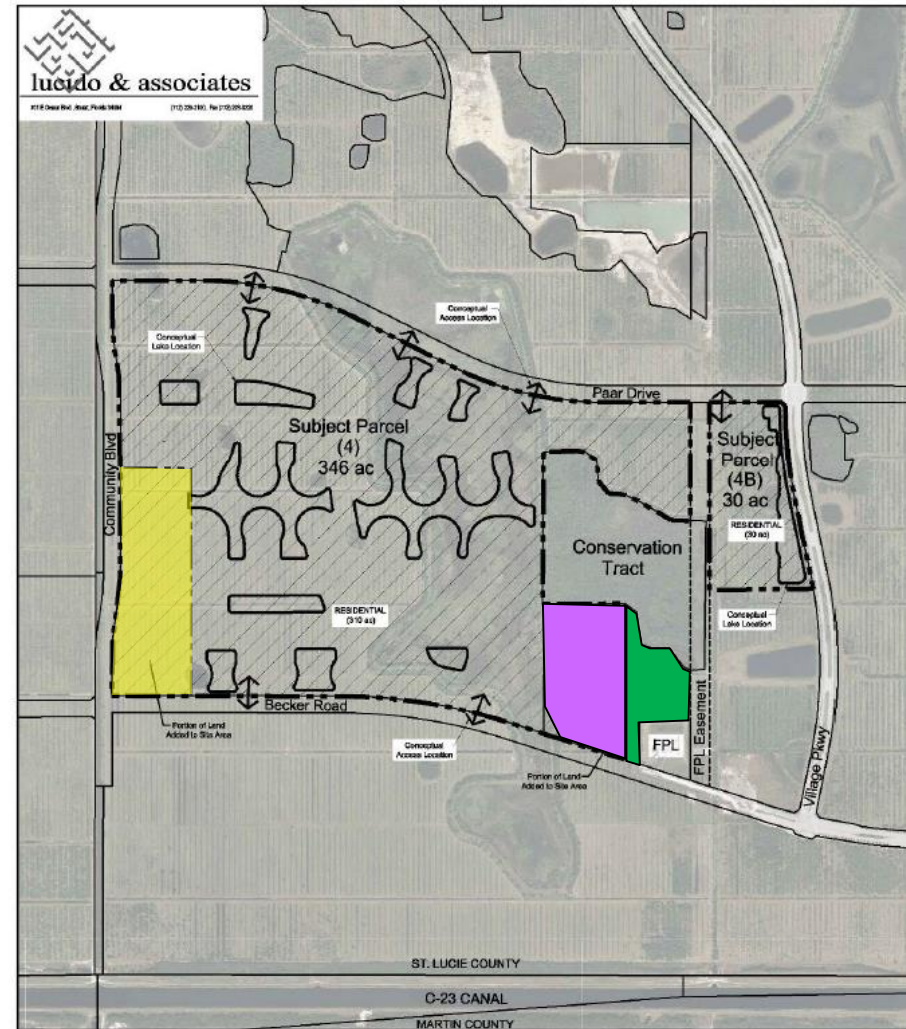 lucido & associates
Conceptual
Access Location
Conceptual
Lake Location
Paar Drive
Subject Parcel
(4)
346 ac
Subject
Parcel
(4B)
30 ac
RESIDENTIAL
(30 ac)
Community Blvd
Conservation
Tract
RESIDENTIAL
(310 ac)
Conceptual
Lake Location
Becker Road
Portion of Land
Added to Site Area
Conceptual
Access Location
FPL
FPL Easement
Village Pkwy
Portion of Land
Added to Site Area
ST. LUCIE COUNTY
C-23 CANAL
MARTIN COUNTY